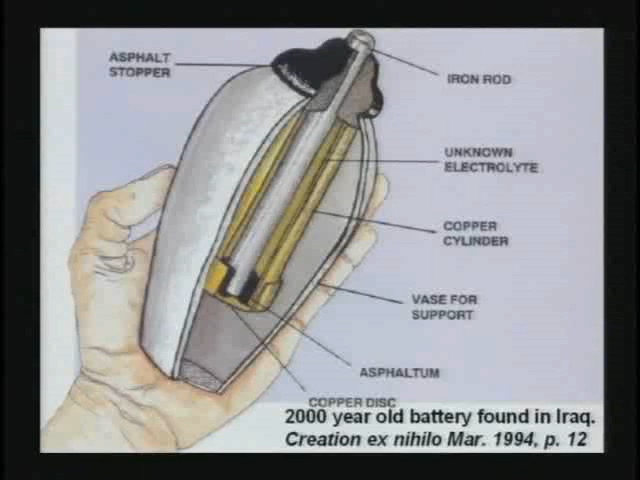 ASPHALT
STOPPER
IRON ROD
UNKNOWN
ELECTROLYTE
COPPER
CYLINDER
VASE FOR
SUPPORT
ASPHALTUM
COPPER DISC
2000 year old battery found in Iraq.
Creation ex nihilo Mar. 1994, p. 12